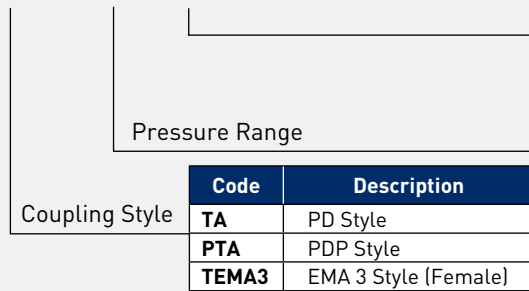 Pressure Range
Code Description
Coupling Style TA PD Style
PTA PDP Style
TEMA3 EMA 3 Style (Female)